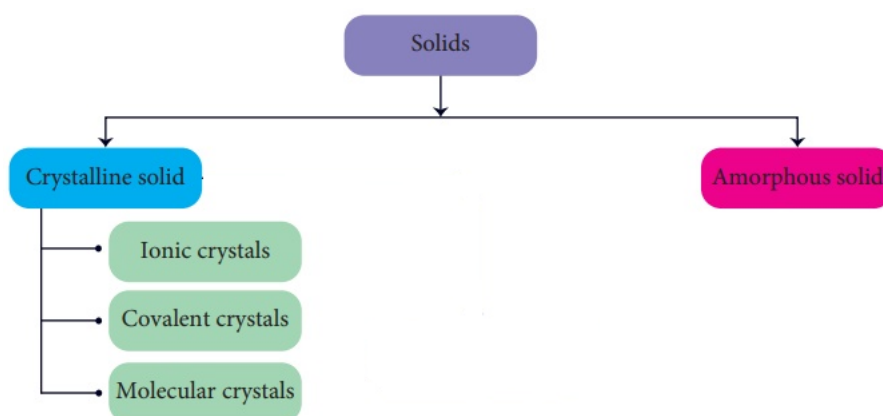 Solids
Crystalline solid
Amorphous solid
Ionic crystals
Covalent crystals
Molecular crystals